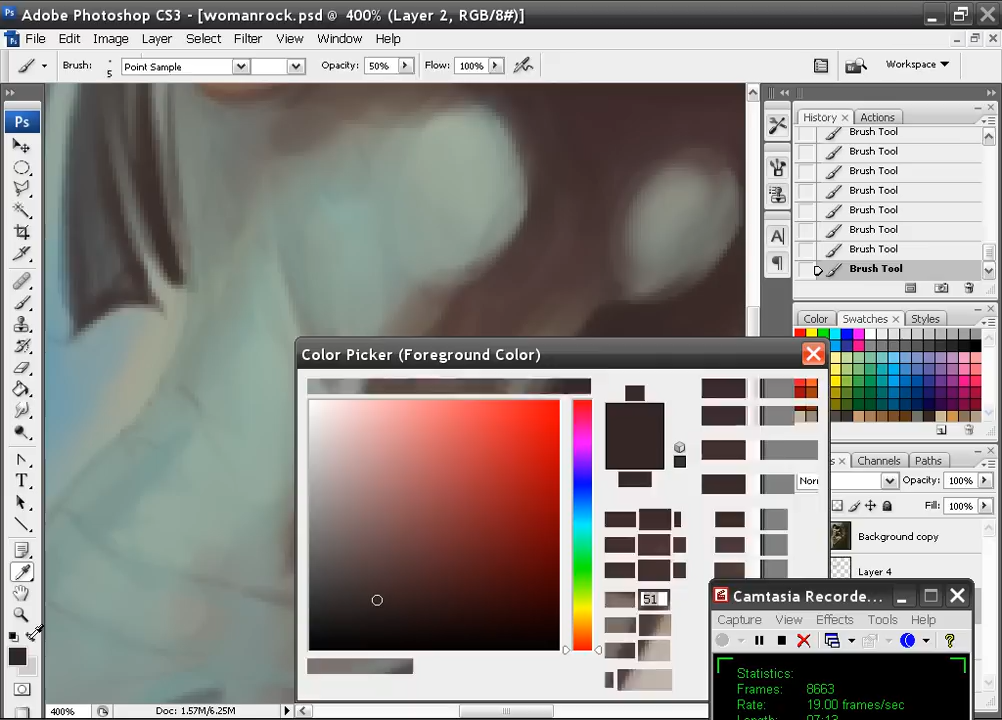 Adobe Photoshop CS3 - [womanrock.psd @ 400% (Layer 2, RGB/8#)]
File Edit Image Layer Select Filter View Window Help
Brush: 5 Point Sample Opacity: 50% Flow: 100% Workspace
Ps
History Actions
Brush Tool
Brush Tool
Brush Tool
Brush Tool
Brush Tool
Brush Tool
Brush Tool
Brush Tool
Color Swatches Styles
Color Picker (Foreground Color)
51
Channels Paths
Opacity: 100%
Fill: 100%
Background copy
Layer 4
Camtasia Recorde...
Capture View Effects Tools Help
Statistics:
Frames: 8663
Rate: 19.00 frames/sec
400% Doc: 1.57M/6.25M